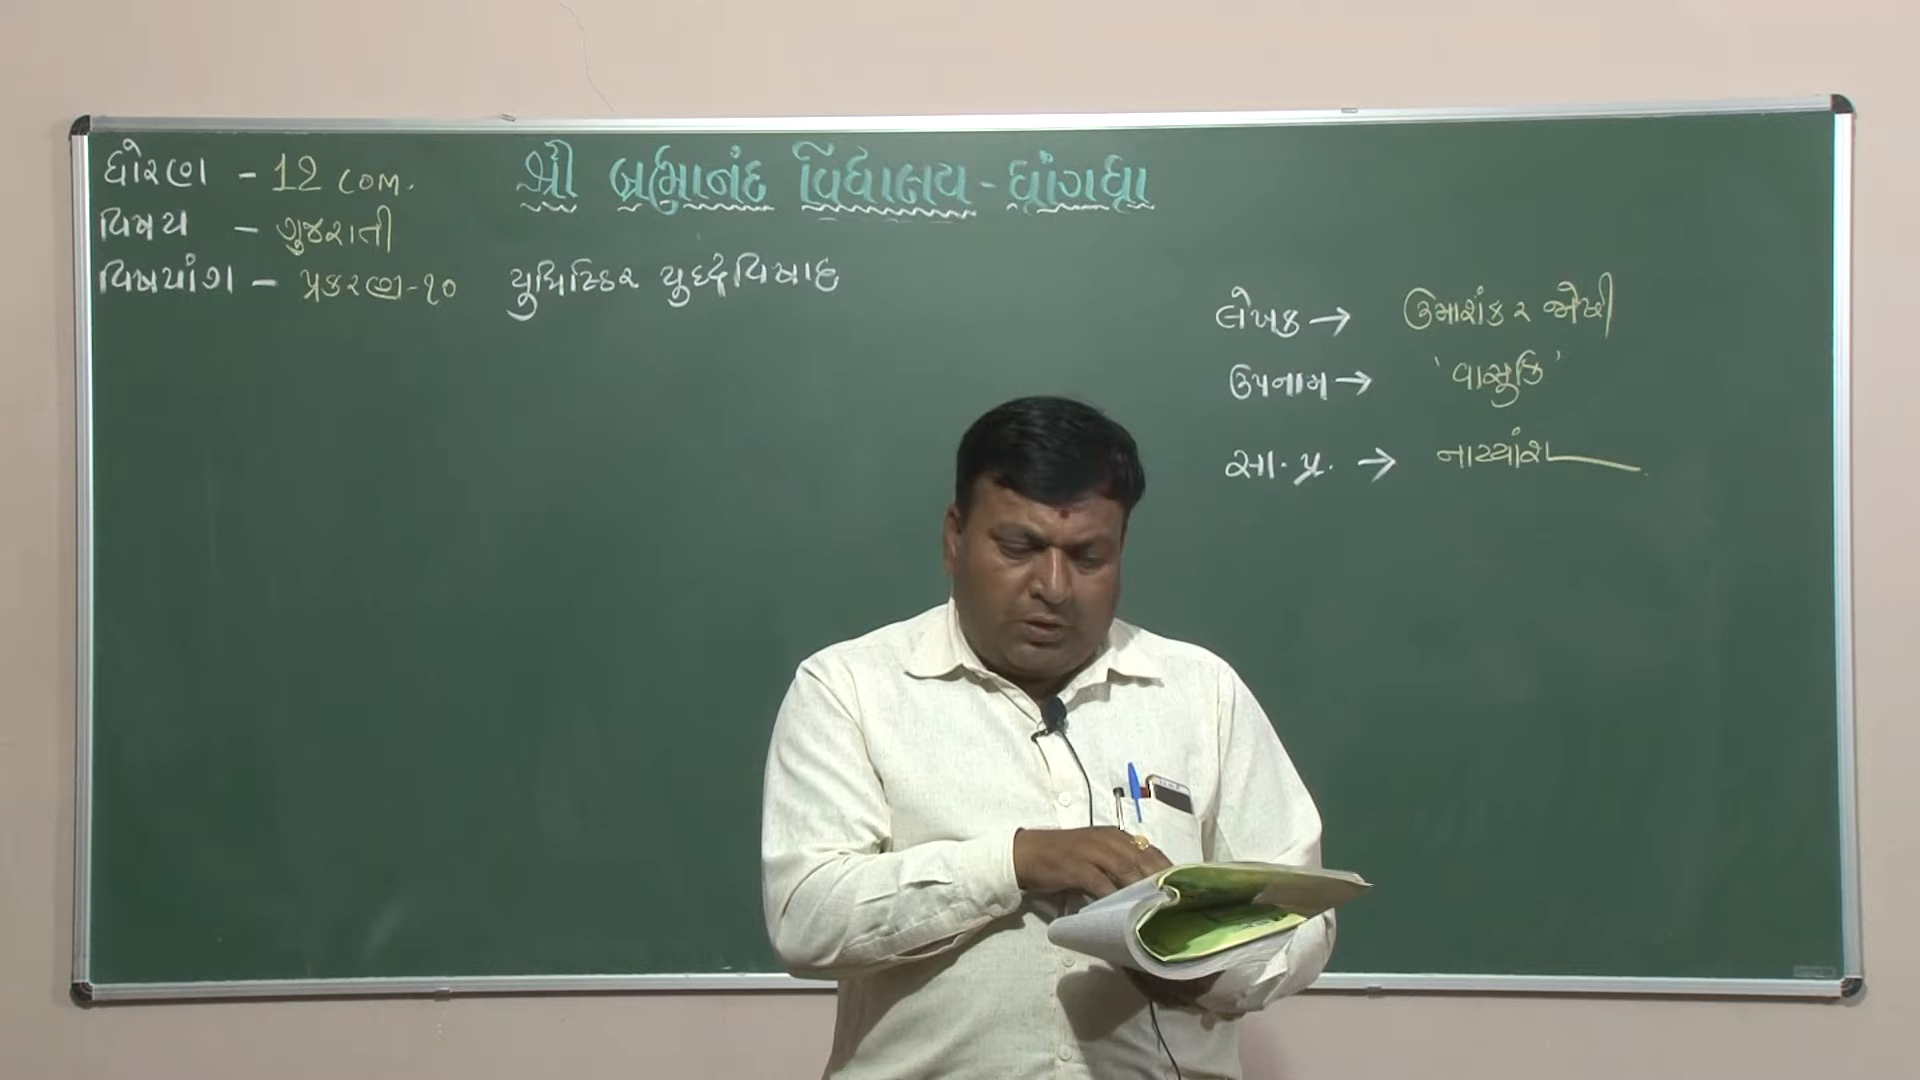 શ્રી બ્રહ્માનંદ વિદ્યાલય - ધ્રાંગધ્રા
ધોરણ - 12 com.
વિષય - ગુજરાતી
વિષયાંગ - પ્રકરણ-૧૦ યુધિષ્ઠિર યુદ્ધવિષાદ
લેખક → ઉમાશંકર જોષી
ઉપનામ → 'વાસુકિ'
સા. પ્ર. → નાટ્યાંશ